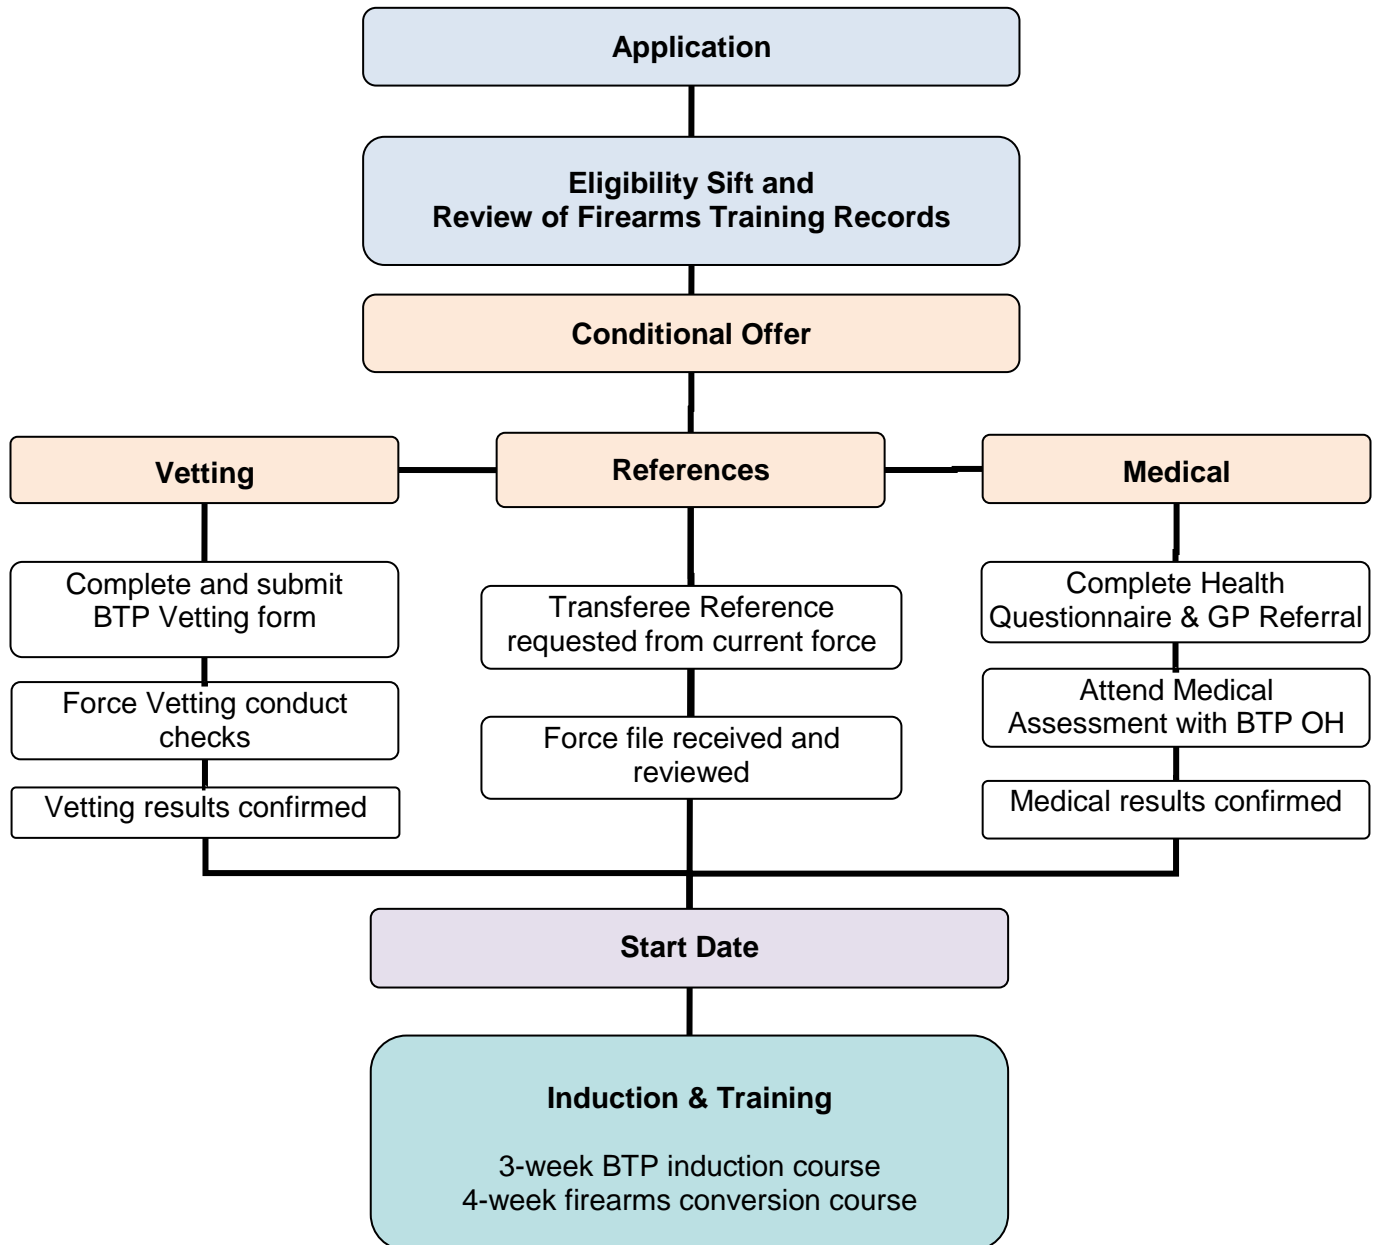 Application
Eligibility Sift and
Review of Firearms Training Records
Conditional Offer
Vetting
References
Medical
Complete and submit
BTP Vetting form
Force Vetting conduct
checks
Vetting results confirmed
Transferee Reference
requested from current force
Force file received and
reviewed
Complete Health
Questionnaire & GP Referral
Attend Medical
Assessment with BTP OH
Medical results confirmed
Start Date
Induction & Training
3-week BTP induction course
4-week firearms conversion course